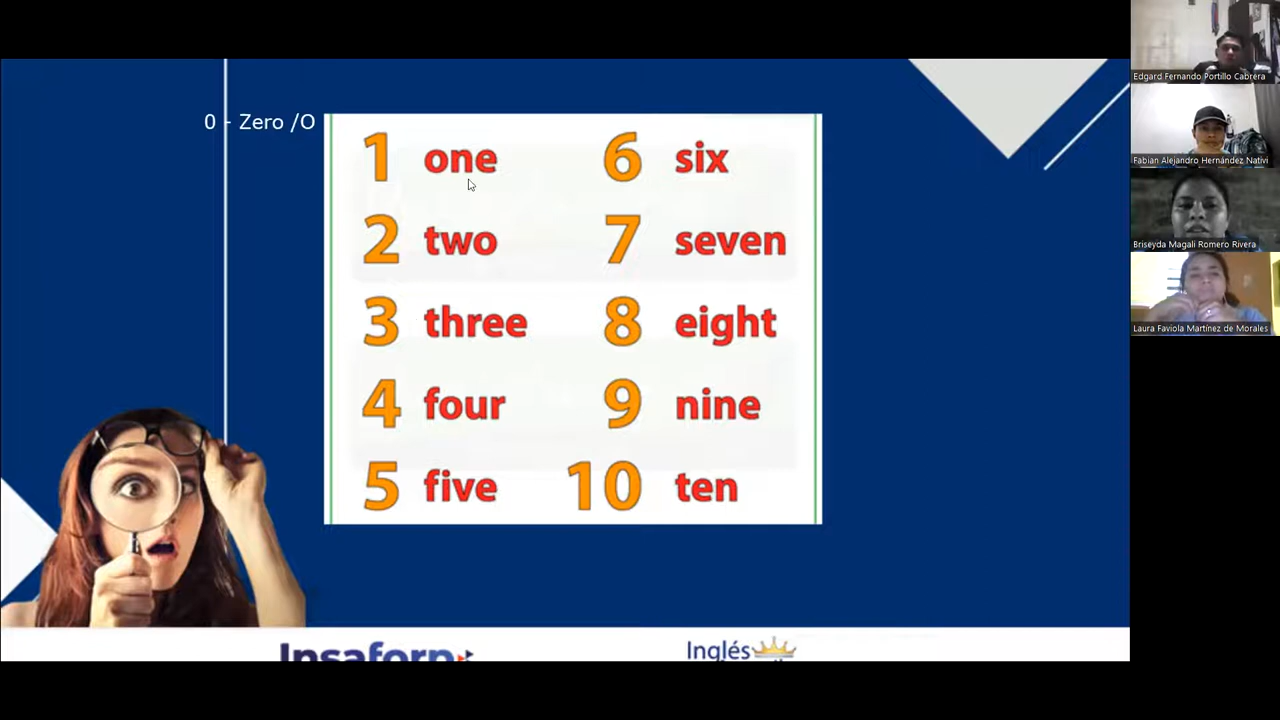 0 - Zero /O
1 one 6 six
2 two 7 seven
3 three 8 eight
4 four 9 nine
5 five 10 ten
Insaforp
Inglés
Edgard Fernando Portillo Cabrera
Fabian Alejandro Hernández Nativi
Briseyda Magali Romero Rivera
Laura Faviola Martínez de Morales